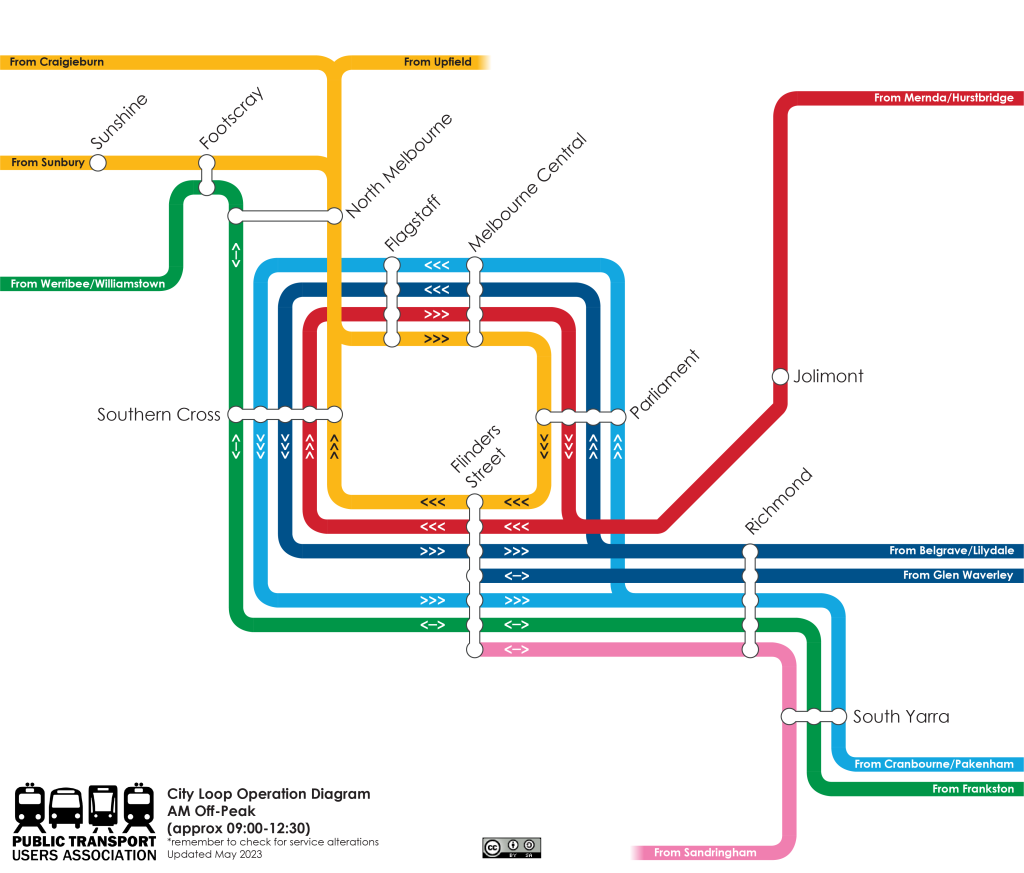 From Craigieburn
From Upfield
From Mernda/Hurstbridge
Sunshine
Footscray
From Sunbury
North Melbourne
Flagstaff
Melbourne Central
<—>
From Werribee/Williamstown
<<<
<<<
>>>
>>>
Parliament
Jolimont
Southern Cross
Flinders
Street
Richmond
<<< <<<
<<< <<<
>>> >>>
From Belgrave/Lilydale
<—>
From Glen Waverley
>>> >>>
<—> <—>
<—>
South Yarra
From Cranbourne/Pakenham
From Frankston
From Sandringham
PUBLIC TRANSPORT
USERS ASSOCIATION
City Loop Operation Diagram
AM Off-Peak
(approx 09:00-12:30)
*remember to check for service alterations
Updated May 2023
cc
BY SA